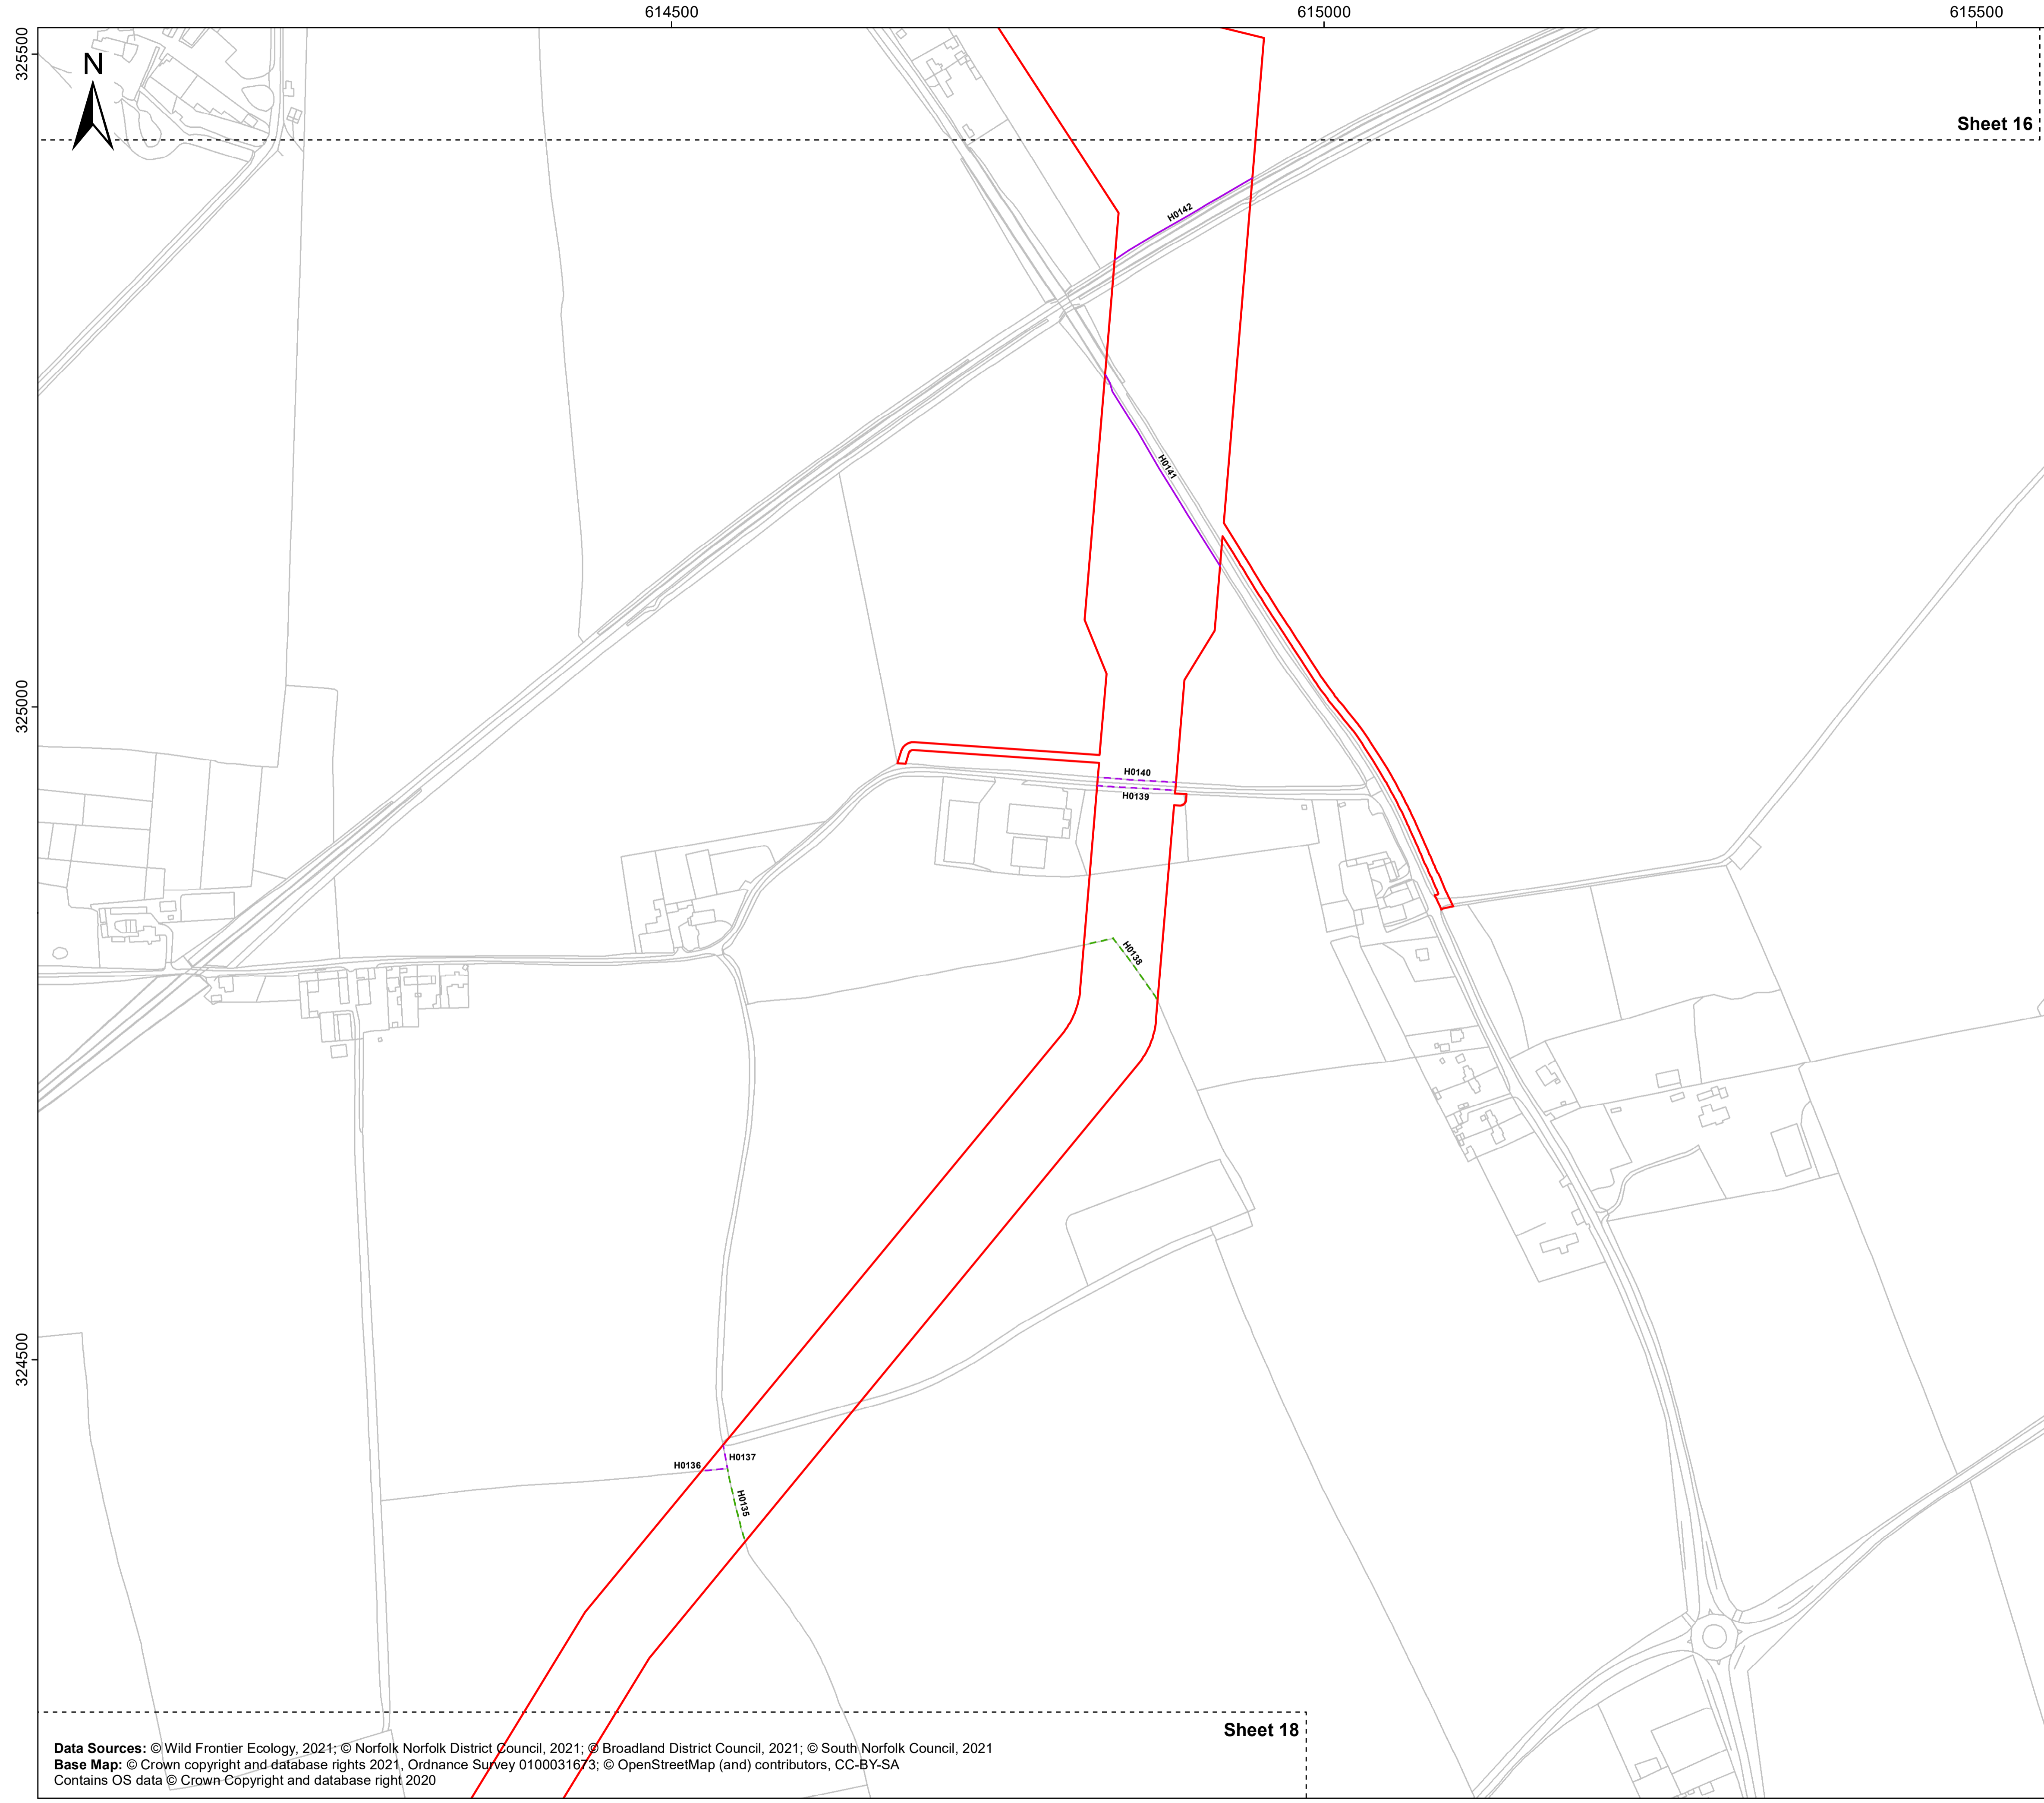 614500 615000 615500
325500
N
Sheet 16
H0142
H0141
325000
H0140
H0139
H0138
324500
H0137
H0136
H0135
Sheet 18
Data Sources: © Wild Frontier Ecology, 2021; © Norfolk Norfolk District Council, 2021; © Broadland District Council, 2021; © South Norfolk Council, 2021
Base Map: © Crown copyright and database rights 2021, Ordnance Survey 0100031673; © OpenStreetMap (and) contributors, CC-BY-SA
Contains OS data © Crown Copyright and database right 2020